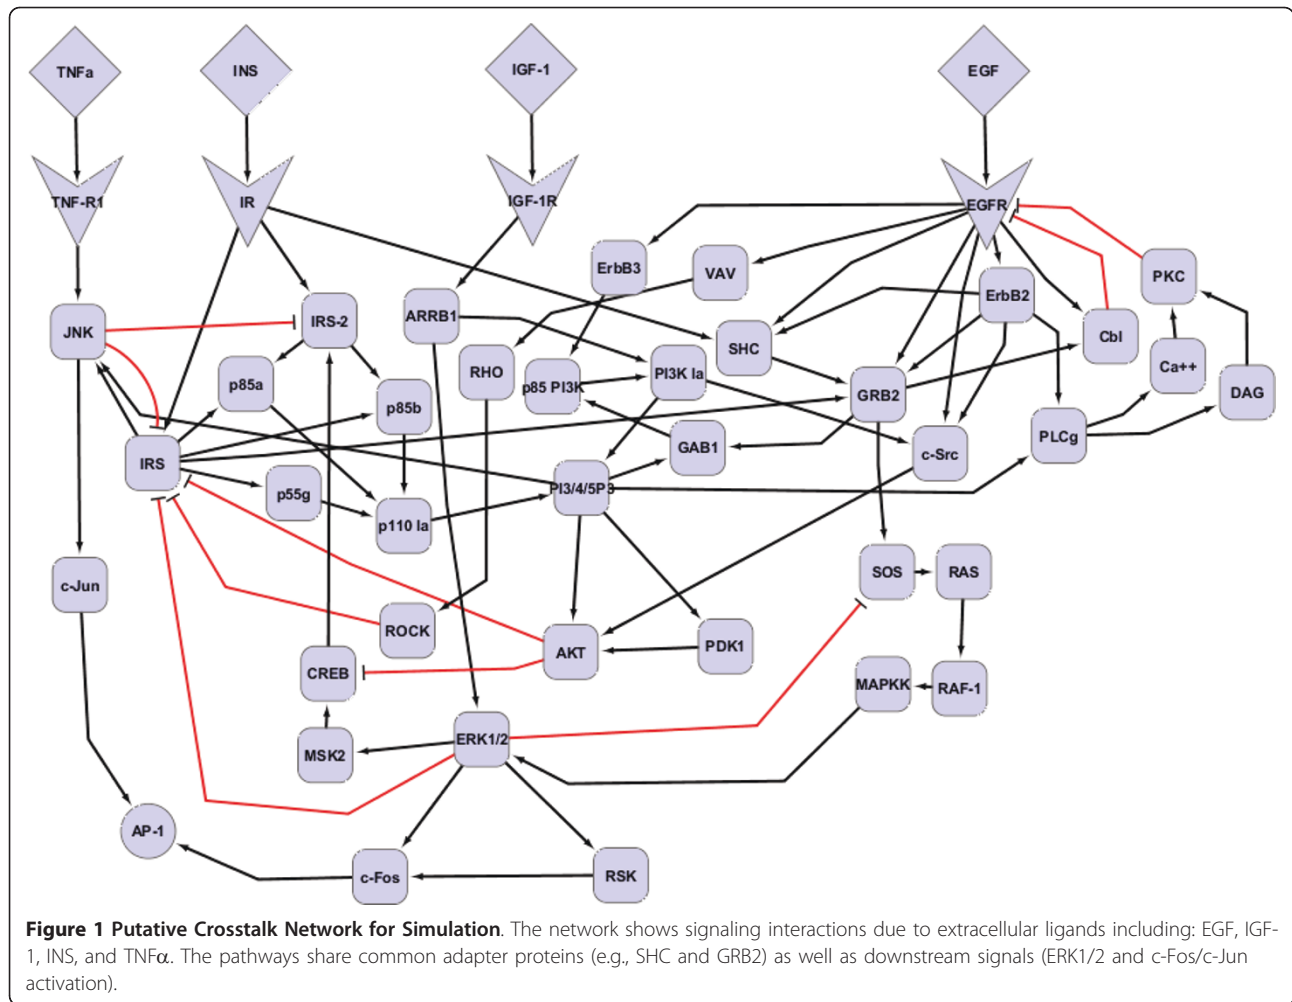 TNFa
INS
IGF-1
EGF
TNF-R1
IR
IGF-1R
EGFR
ErbB3
VAV
PKC
ErbB2
JNK
IRS-2
ARRB1
SHC
Cbl
p85a
RHO
p85 PI3K
PI3K Ia
Ca++
p85b
GRB2
DAG
IRS
GAB1
c-Src
PLCg
p55g
PI3/4/5P3
p110 Ia
c-Jun
SOS
RAS
ROCK
AKT
PDK1
CREB
MAPKK
RAF-1
MSK2
ERK1/2
AP-1
c-Fos
RSK
Figure 1 Putative Crosstalk Network for Simulation. The network shows signaling interactions due to extracellular ligands including: EGF, IGF-
1, INS, and TNFα. The pathways share common adapter proteins (e.g., SHC and GRB2) as well as downstream signals (ERK1/2 and c-Fos/c-Jun
activation).